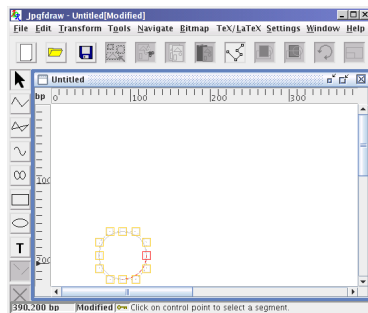 Jpgfdraw - Untitled[Modified]
File Edit Transform Tools Navigate Bitmap TeX/LaTeX Settings Window Help
Untitled
bp 0 100 200 300
100
200
T
390,200 bp Modified Click on control point to select a segment.